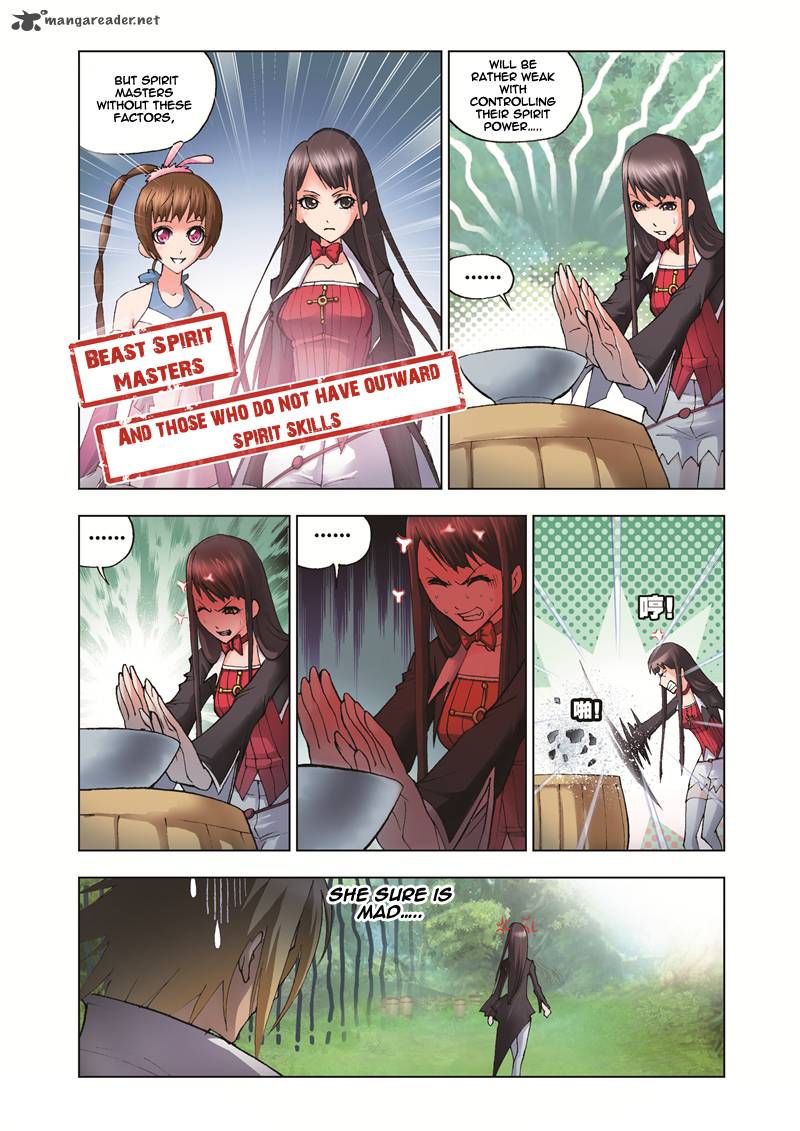 mangareader.net
BUT SPIRIT
MASTERS
WITHOUT THESE
FACTORS,
BEAST SPIRIT
MASTERS
AND THOSE WHO DO NOT HAVE OUTWARD
SPIRIT SKILLS
WILL BE
RATHER WEAK
WITH
CONTROLLING
THEIR SPIRIT
POWER.....
......
......
......
哼!
啪!
SHE SURE IS
MAD.....